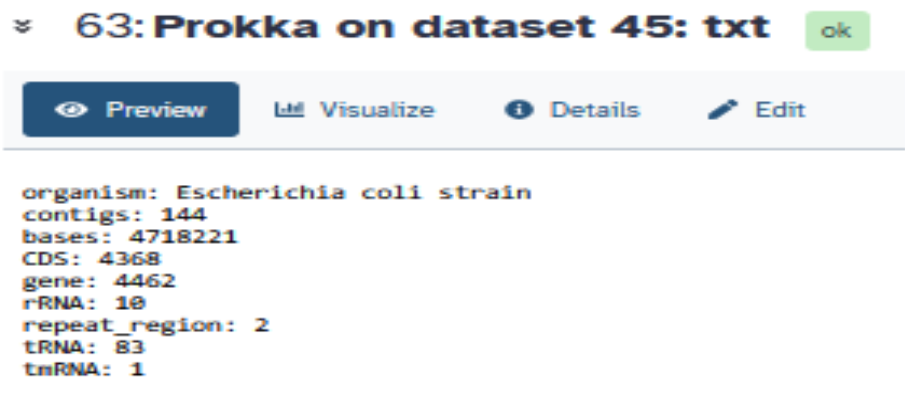 63: Prokka on dataset 45: txt ok
Preview Visualize Details Edit
organism: Escherichia coli strain
contigs: 144
bases: 4718221
CDS: 4368
gene: 4462
rRNA: 10
repeat_region: 2
tRNA: 83
tmRNA: 1